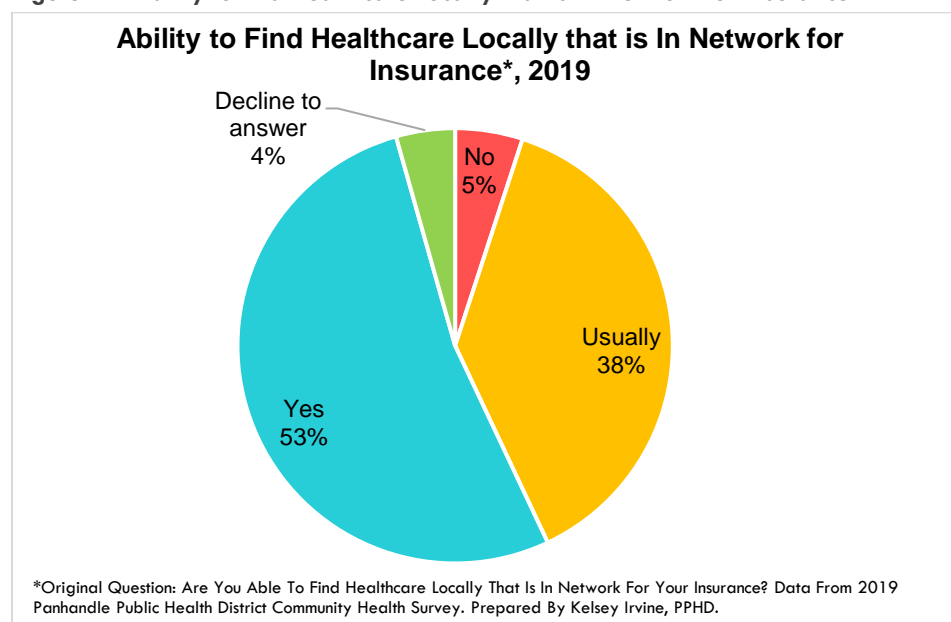 Ability to Find Healthcare Locally that is In Network for
Insurance*, 2019
Decline to
answer
4%
No
5%
Usually
38%
Yes
53%
*Original Question: Are You Able To Find Healthcare Locally That Is In Network For Your Insurance? Data From 2019
Panhandle Public Health District Community Health Survey. Prepared By Kelsey Irvine, PPHD.